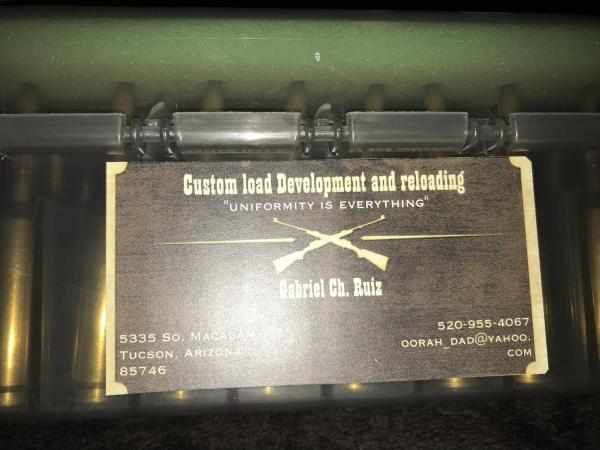 Custom load Development and reloading
"UNIFORMITY IS EVERYTHING"
Gabriel Ch. Ruiz
5335 So.
Tucson, Arizona
85746
520-955-4067
oorah_dad@yahoo.
com